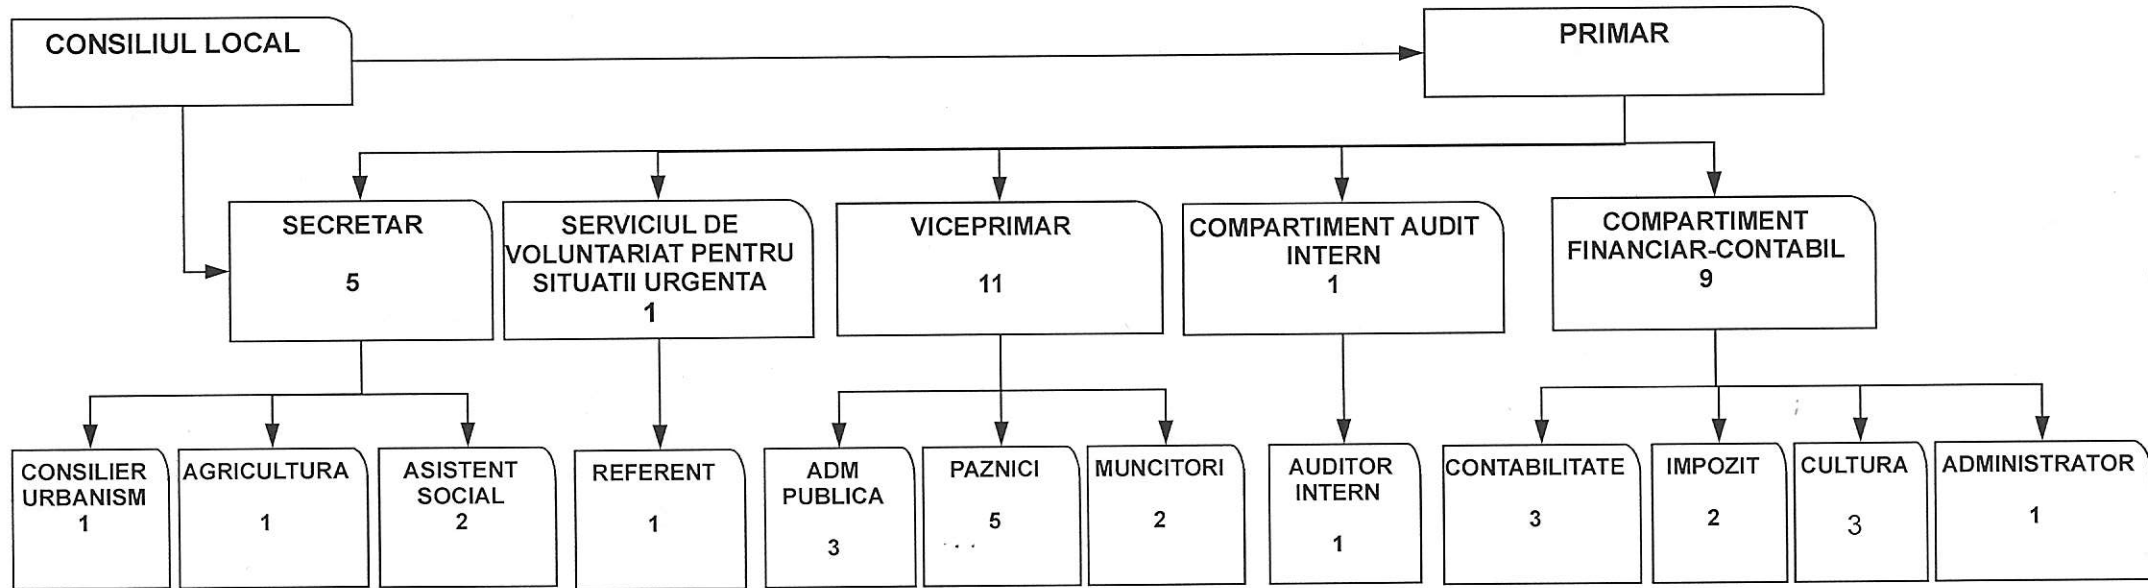 CONSILIUL LOCAL
PRIMAR
SECRETAR
5
SERVICIUL DE
VOLUNTARIAT PENTRU
SITUATII URGENTA
1
VICEPRIMAR
11
COMPARTIMENT AUDIT
INTERN
1
COMPARTIMENT
FINANCIAR-CONTABIL
9
CONSILIER
URBANISM
1
AGRICULTURA
1
ASISTENT
SOCIAL
2
REFERENT
1
ADM
PUBLICA
3
PAZNICI
5
MUNCITORI
2
AUDITOR
INTERN
1
CONTABILITATE
3
IMPOZIT
2
CULTURA
3
ADMINISTRATOR
1